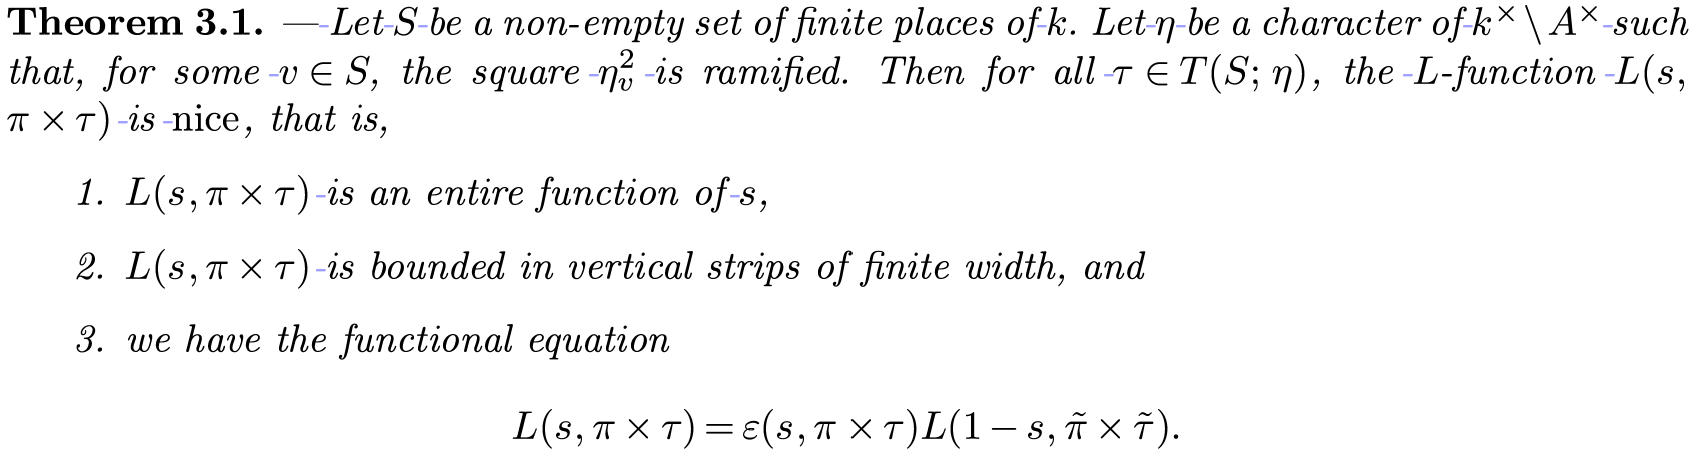 Theorem 3.1. — Let S be a non-empty set of finite places of k. Let η be a character of k^× \ A^× such
that, for some v ∈ S, the square η_v^2 is ramified. Then for all τ ∈ T(S; η), the L-function L(s,
π × τ) is nice, that is,
1. L(s, π × τ) is an entire function of s,
2. L(s, π × τ) is bounded in vertical strips of finite width, and
3. we have the functional equation
L(s, π × τ) = ε(s, π × τ)L(1 − s, π̃ × τ̃).